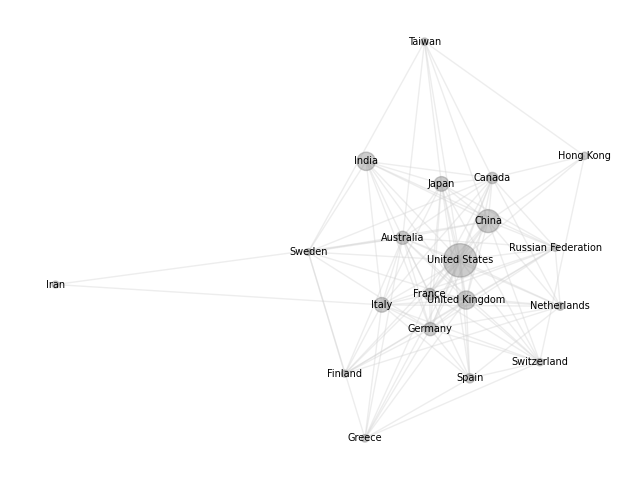 Taiwan
Hong Kong
India
Canada
Japan
China
Australia
Russian Federation
Sweden
United States
Iran
France
United Kingdom
Italy
Netherlands
Germany
Switzerland
Finland
Spain
Greece